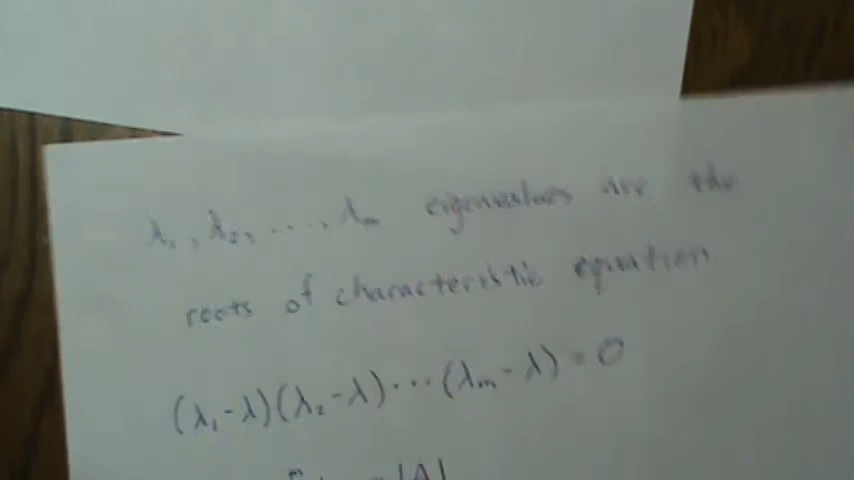 λ₁, λ₂, ..., λₘ eigenvalues are the
roots of characteristic equation
(λ₁-λ)(λ₂-λ)...(λₘ-λ) = 0
= |A|